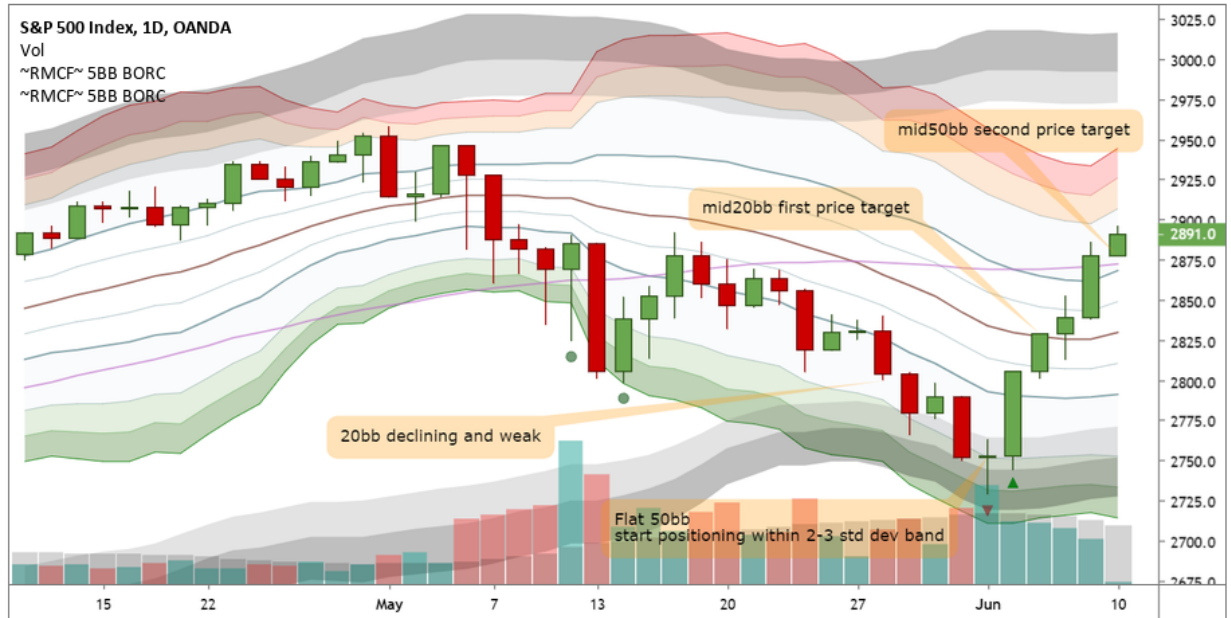 S&P 500 Index, 1D, OANDA
Vol
~RMCF~ 5BB BORC
~RMCF~ 5BB BORC
mid50bb second price target
mid20bb first price target
20bb declining and weak
Flat 50bb
start positioning within 2-3 std dev band
3025.0
3000.0
2975.0
2950.0
2925.0
2900.0
2891.0
2875.0
2850.0
2825.0
2800.0
2775.0
2750.0
2725.0
2700.0
2675.0
15 22 May 7 13 20 27 Jun 10